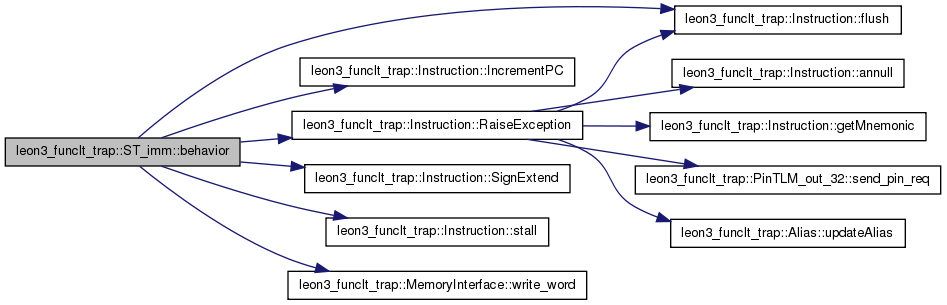 leon3_funclt_trap::ST_imm::behavior
leon3_funclt_trap::Instruction::flush
leon3_funclt_trap::Instruction::IncrementPC
leon3_funclt_trap::Instruction::annull
leon3_funclt_trap::Instruction::RaiseException
leon3_funclt_trap::Instruction::getMnemonic
leon3_funclt_trap::Instruction::SignExtend
leon3_funclt_trap::PinTLM_out_32::send_pin_req
leon3_funclt_trap::Instruction::stall
leon3_funclt_trap::Alias::updateAlias
leon3_funclt_trap::MemoryInterface::write_word